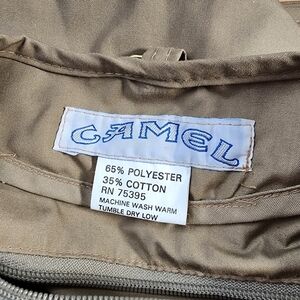 CAMEL
65% POLYESTER
35% COTTON
RN 75395
MACHINE WASH WARM
TUMBLE DRY LOW